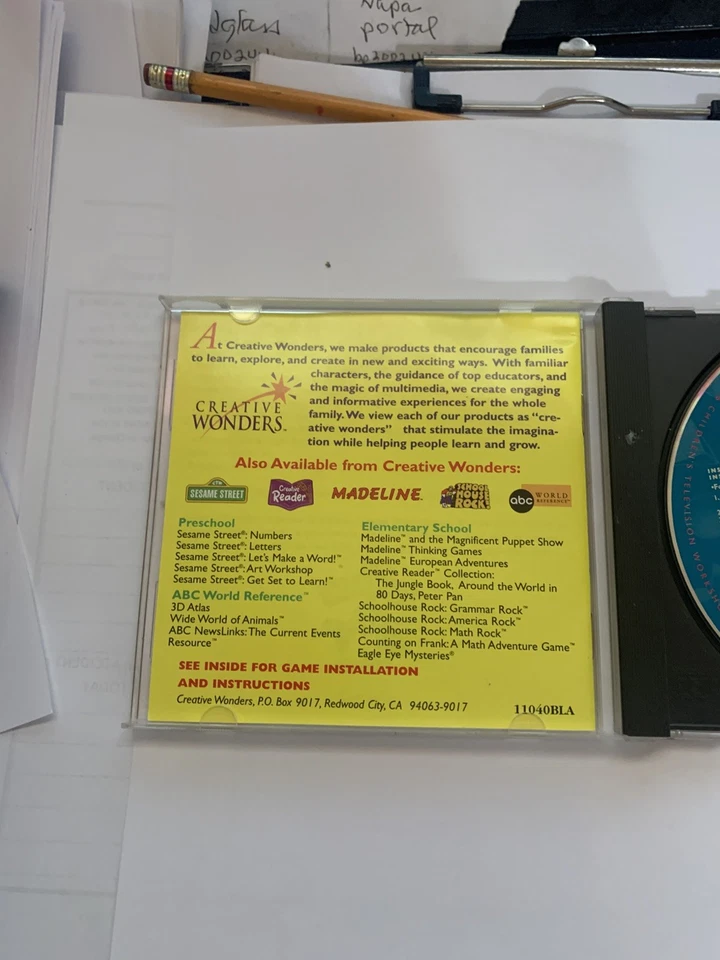 Napa
portal
At Creative Wonders, we make products that encourage families
to learn, explore, and create in new and exciting ways. With familiar
characters, the guidance of top educators, and
the magic of multimedia, we create engaging
and informative experiences for the whole
family. We view each of our products as "cre-
ative wonders" that stimulate the imagina-
tion while helping people learn and grow.
CREATIVE
WONDERS™
Also Available from Creative Wonders:
SESAME STREET
Creative
Reader
MADELINE™
SCHOOL
HOUSE
ROCK!
abc WORLD
REFERENCE™
Preschool
Sesame Street®: Numbers
Sesame Street®: Letters
Sesame Street®: Let's Make a Word!™
Sesame Street®: Art Workshop
Sesame Street®: Get Set to Learn!™
ABC World Reference™
3D Atlas
Wide World of Animals™
ABC NewsLinks: The Current Events
Resource™
Elementary School
Madeline™ and the Magnificent Puppet Show
Madeline™ Thinking Games
Madeline™ European Adventures
Creative Reader™ Collection:
The Jungle Book, Around the World in
80 Days, Peter Pan
Schoolhouse Rock: Grammar Rock™
Schoolhouse Rock: America Rock™
Schoolhouse Rock: Math Rock™
Counting on Frank: A Math Adventure Game™
Eagle Eye Mysteries®
SEE INSIDE FOR GAME INSTALLATION
AND INSTRUCTIONS
Creative Wonders, P.O. Box 9017, Redwood City, CA 94063-9017
11040BLA
CHILDREN'S TELEVISION